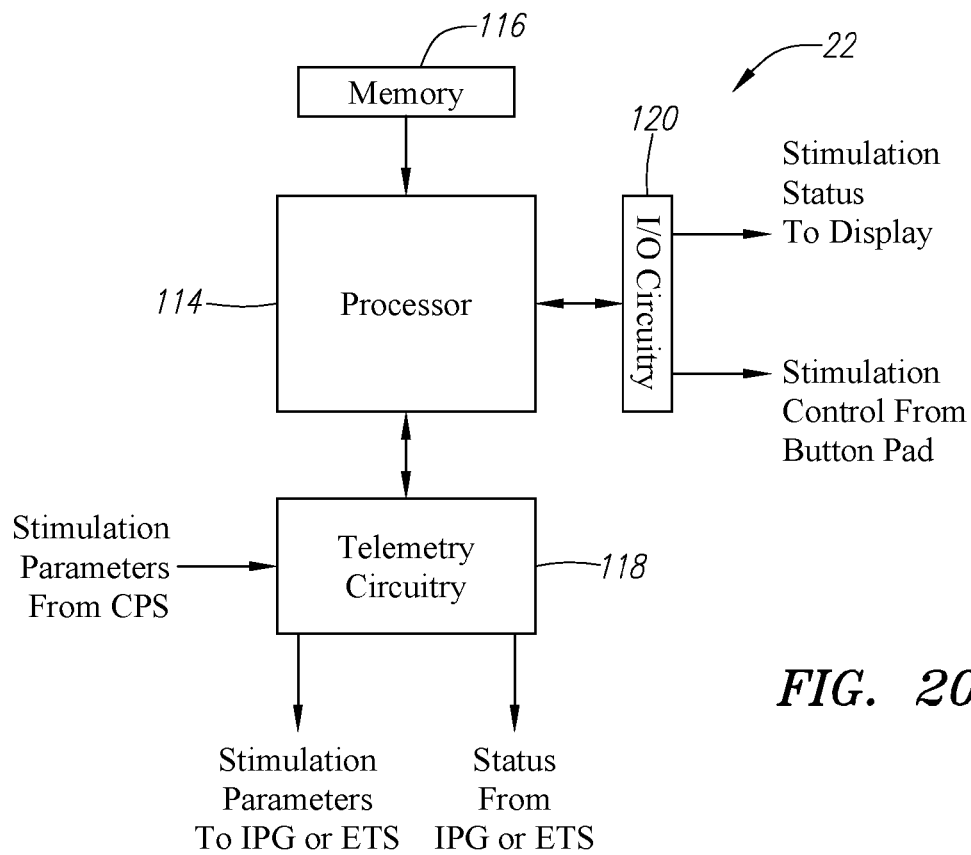 116
22
Memory
120
Stimulation
Status
To Display
I/O Circuitry
114
Processor
Stimulation
Control From
Button Pad
Stimulation
Parameters
From CPS
Telemetry
Circuitry
118
FIG. 20
Stimulation
Parameters
To IPG or ETS
Status
From
IPG or ETS